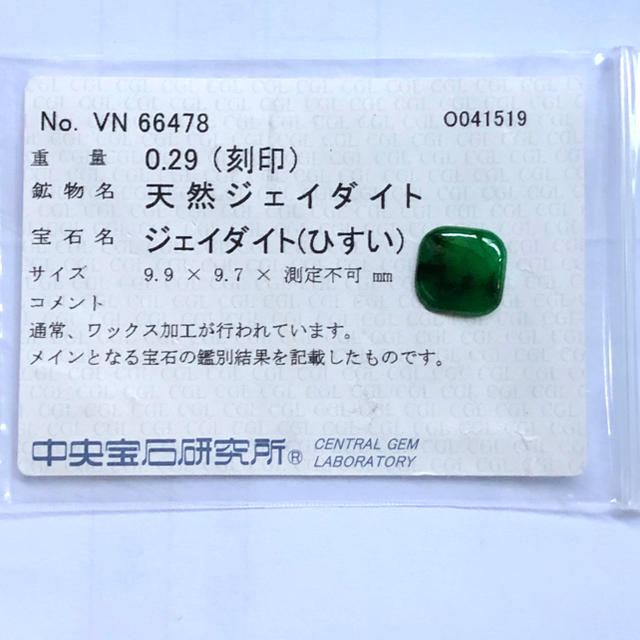 No. VN 66478 O041519
重量 0.29 (刻印)
鉱物名 天然ジェイダイト
宝石名 ジェイダイト(ひすい)
サイズ 9.9 × 9.7 × 測定不可 mm
コメント
通常、ワックス加工が行われています。
メインとなる宝石の鑑別結果を記載したものです。
中央宝石研究所® CENTRAL GEM
LABORATORY